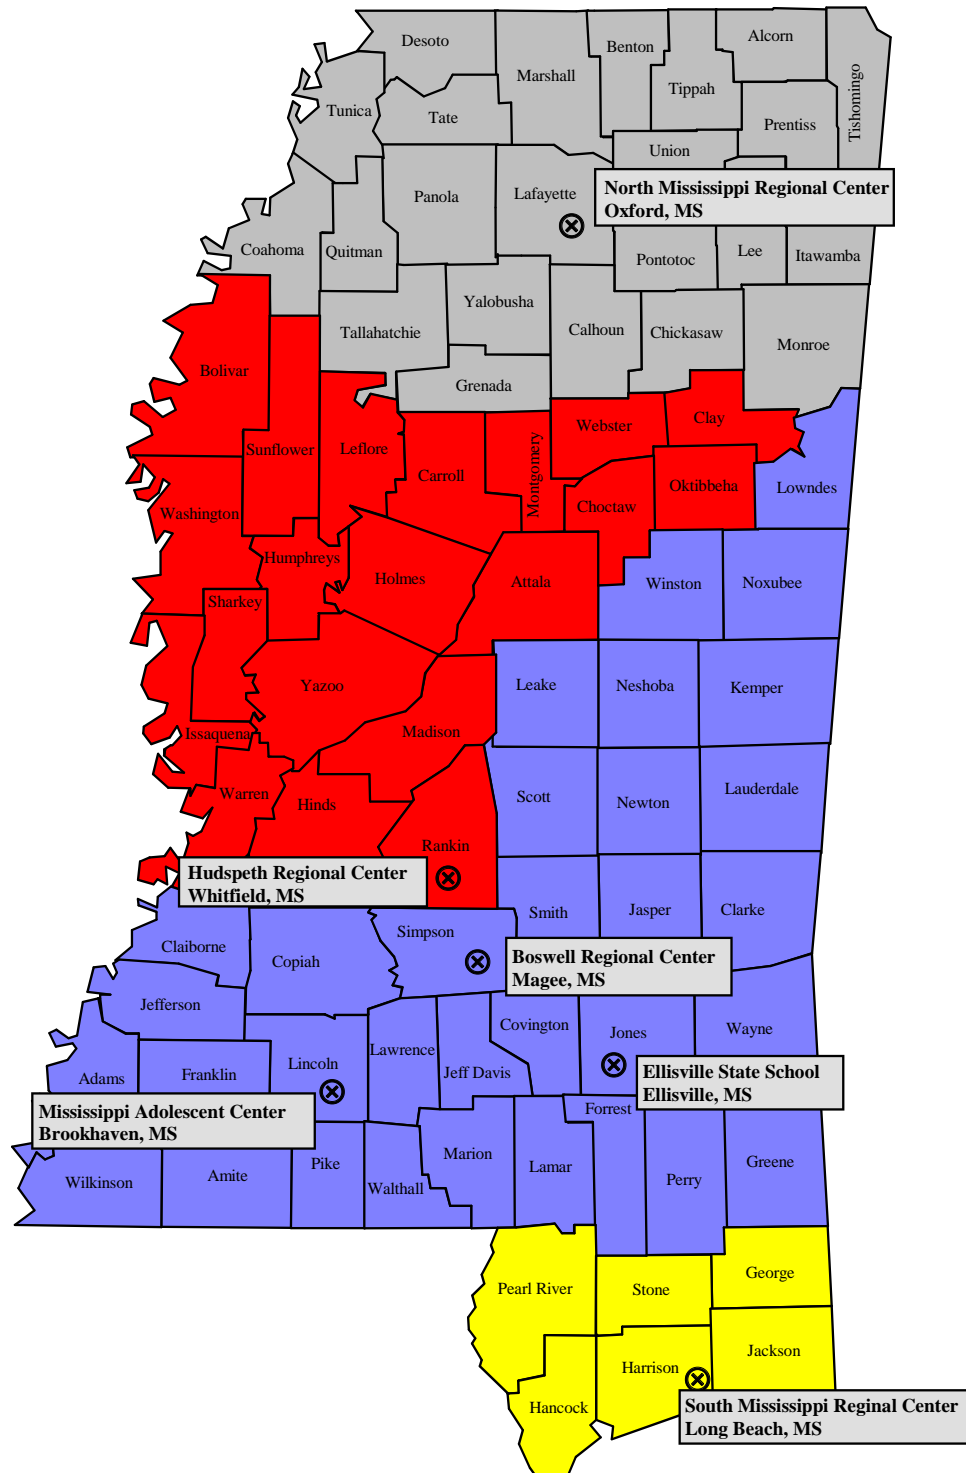 Desoto
Marshall
Benton
Tippah
Alcorn
Tishomingo
Tunica
Tate
Prentiss
Union
Panola
Lafayette
North Mississippi Regional Center
Oxford, MS
Coahoma
Quitman
Pontotoc
Lee
Itawamba
Tallahatchie
Yalobusha
Calhoun
Chickasaw
Monroe
Grenada
Bolivar
Sunflower
Leflore
Carroll
Montgomery
Webster
Clay
Choctaw
Oktibbeha
Lowndes
Washington
Humphreys
Holmes
Attala
Winston
Noxubee
Sharkey
Yazoo
Leake
Neshoba
Kemper
Issaquena
Madison
Warren
Hinds
Scott
Newton
Lauderdale
Rankin
Hudspeth Regional Center
Whitfield, MS
Smith
Jasper
Clarke
Claiborne
Copiah
Simpson
Boswell Regional Center
Magee, MS
Jefferson
Covington
Jones
Wayne
Adams
Franklin
Lincoln
Lawrence
Jeff Davis
Ellisville State School
Ellisville, MS
Mississippi Adolescent Center
Brookhaven, MS
Forrest
Wilkinson
Amite
Pike
Walthall
Marion
Lamar
Perry
Greene
Pearl River
Stone
George
Harrison
Jackson
Hancock
South Mississippi Reginal Center
Long Beach, MS